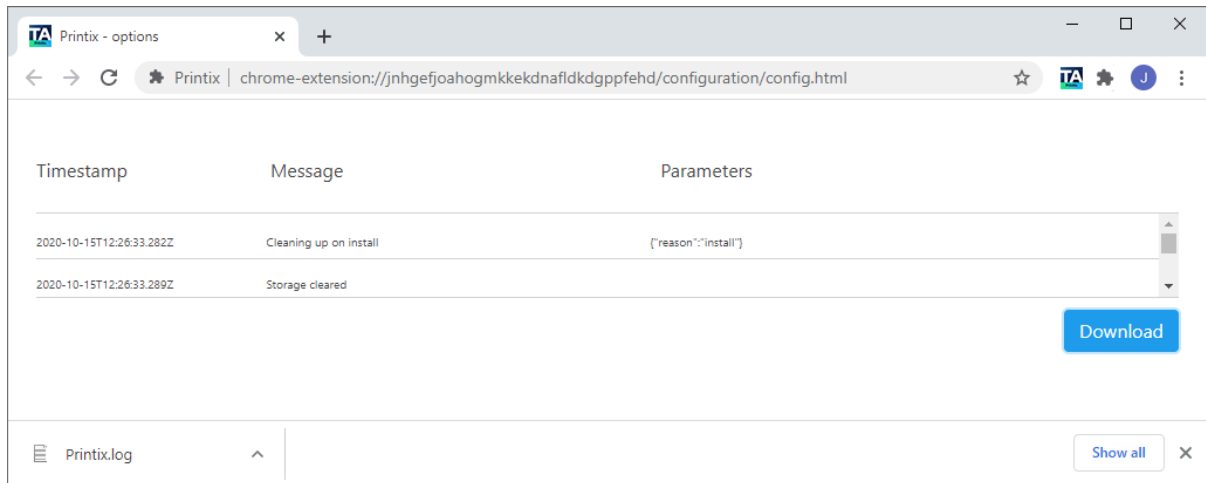 TA Printix - options
Printix chrome-extension://jnhgefjoahogmkkekdnafldkdgppfehd/configuration/config.html TA J
Timestamp Message Parameters
2020-10-15T12:26:33.282Z Cleaning up on install {"reason":"install"}
2020-10-15T12:26:33.289Z Storage cleared
Download
Printix.log Show all